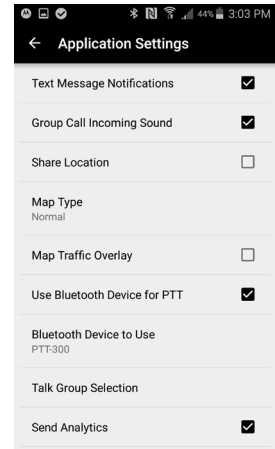 44% 3:03 PM
Application Settings
Text Message Notifications
Group Call Incoming Sound
Share Location
Map Type
Normal
Map Traffic Overlay
Use Bluetooth Device for PTT
Bluetooth Device to Use
PTT-300
Talk Group Selection
Send Analytics